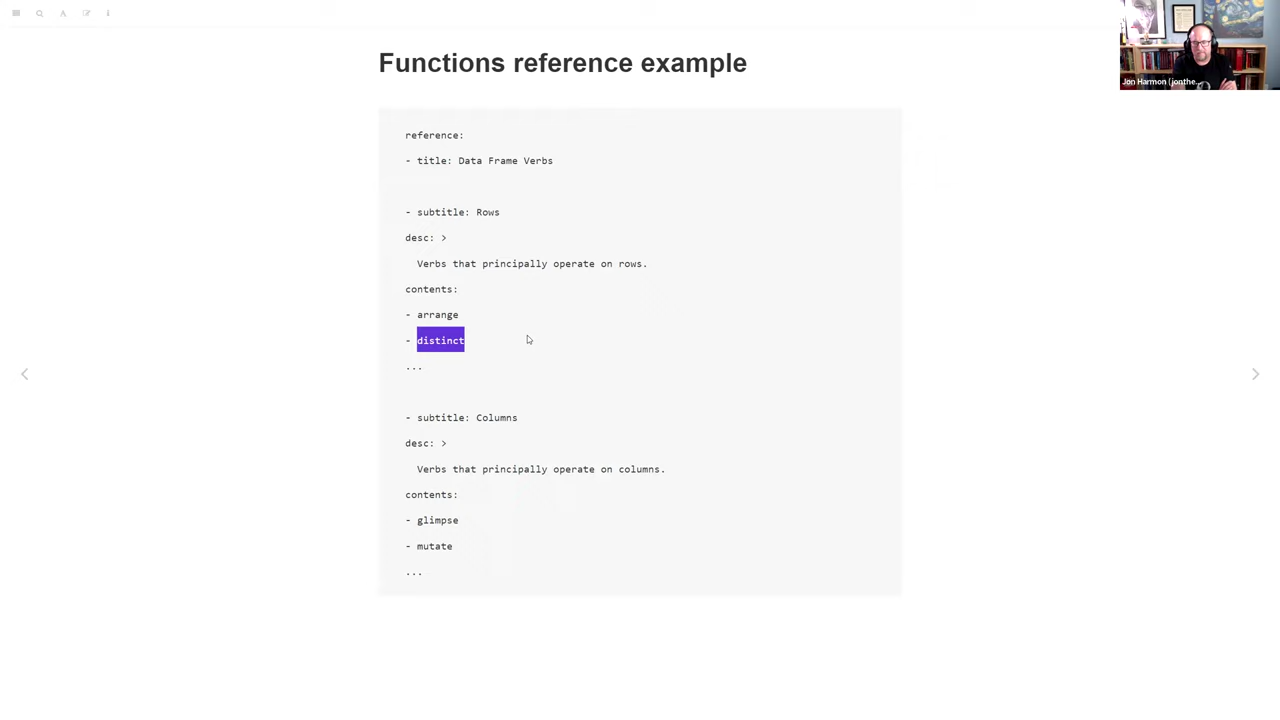 Functions reference example
Jon Harmon (jonthe...
reference:
- title: Data Frame Verbs
- subtitle: Rows
desc: >
Verbs that principally operate on rows.
contents:
- arrange
- distinct
...
- subtitle: Columns
desc: >
Verbs that principally operate on columns.
contents:
- glimpse
- mutate
...